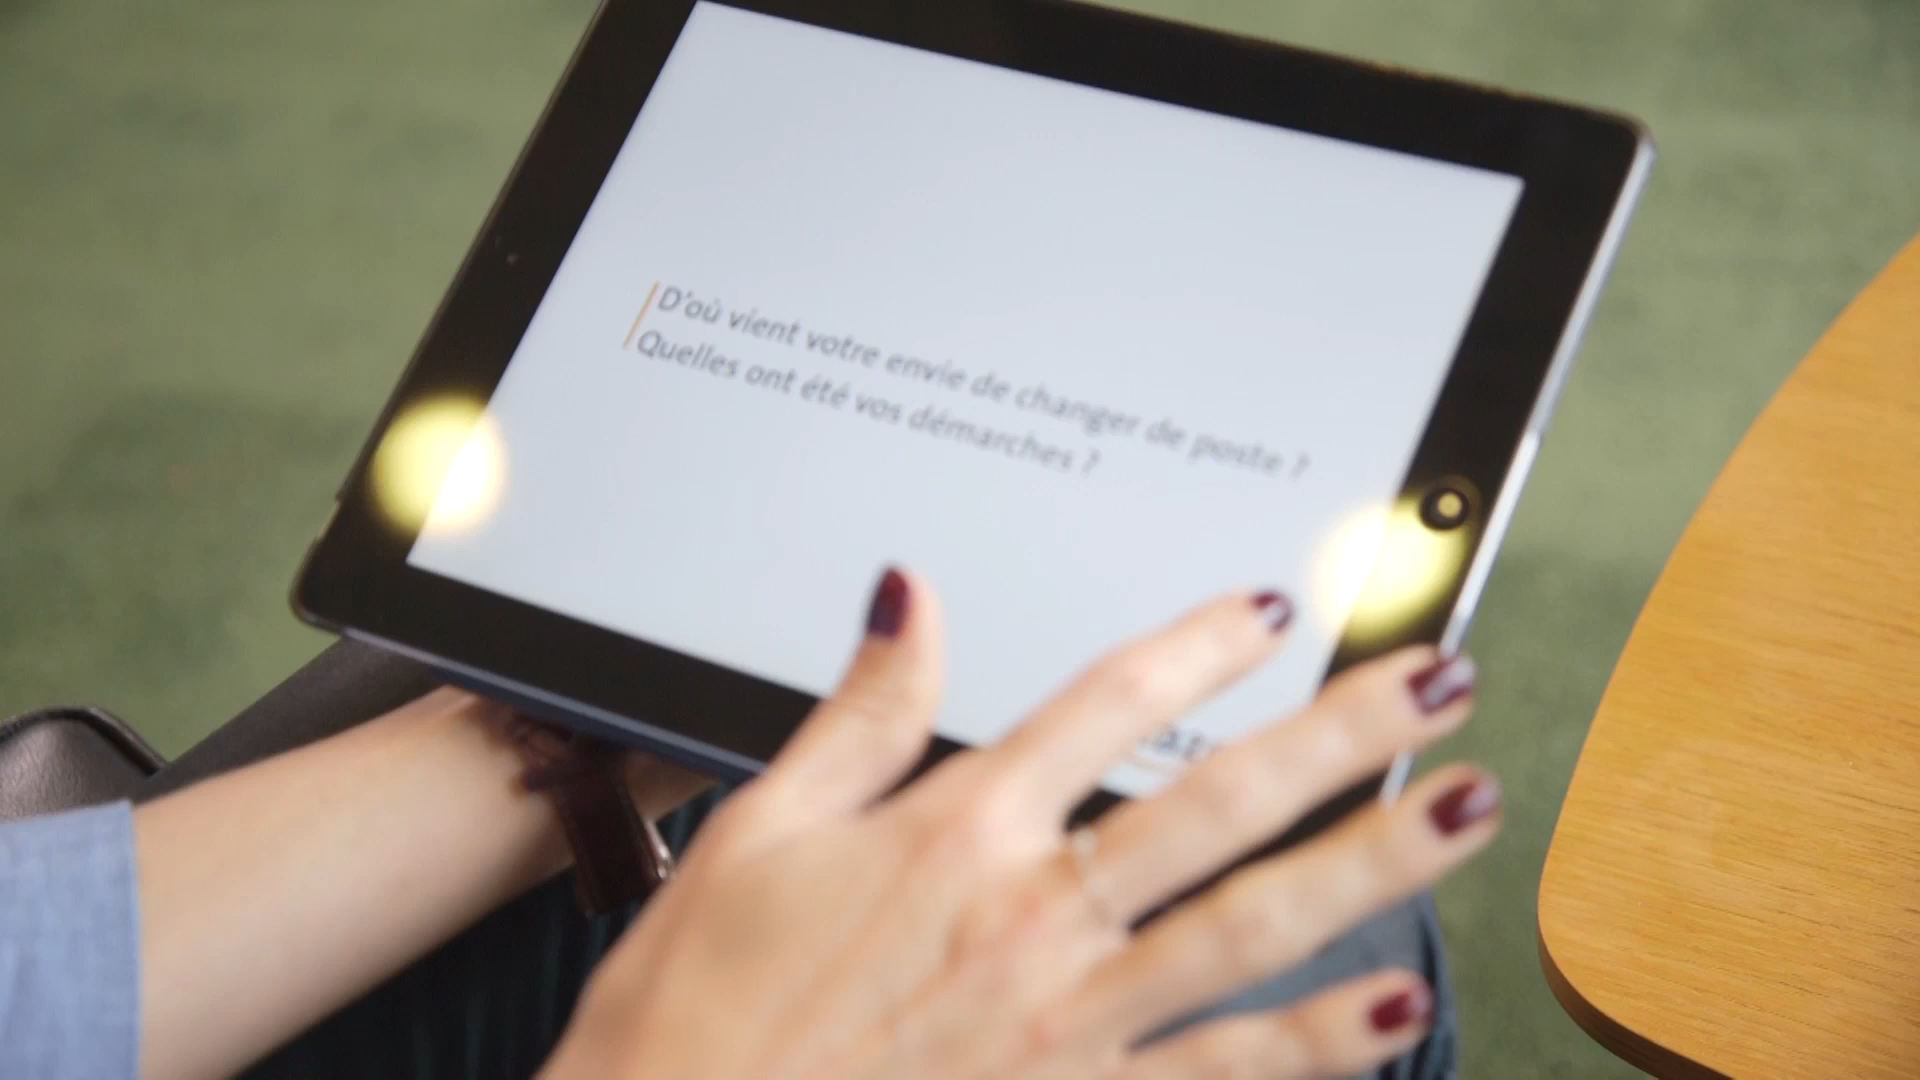 D'où vient votre envie de changer de poste ?
Quelles ont été vos démarches ?